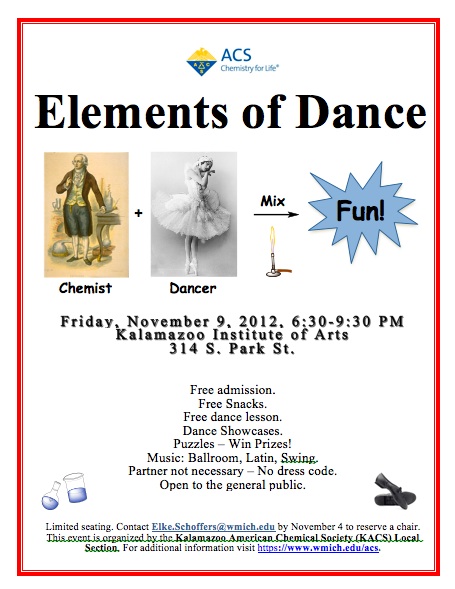 ACS
Chemistry for Life®
Elements of Dance
+
Mix
Fun!
Chemist
Dancer
Friday, November 9, 2012, 6:30-9:30 PM
Kalamazoo Institute of Arts
314 S. Park St.
Free admission.
Free Snacks.
Free dance lesson.
Dance Showcases.
Puzzles – Win Prizes!
Music: Ballroom, Latin, Swing.
Partner not necessary – No dress code.
Open to the general public.
Limited seating. Contact Elke.Schoffers@wmich.edu by November 4 to reserve a chair.
This event is organized by the Kalamazoo American Chemical Society (KACS) Local
Section. For additional information visit https://www.wmich.edu/acs.